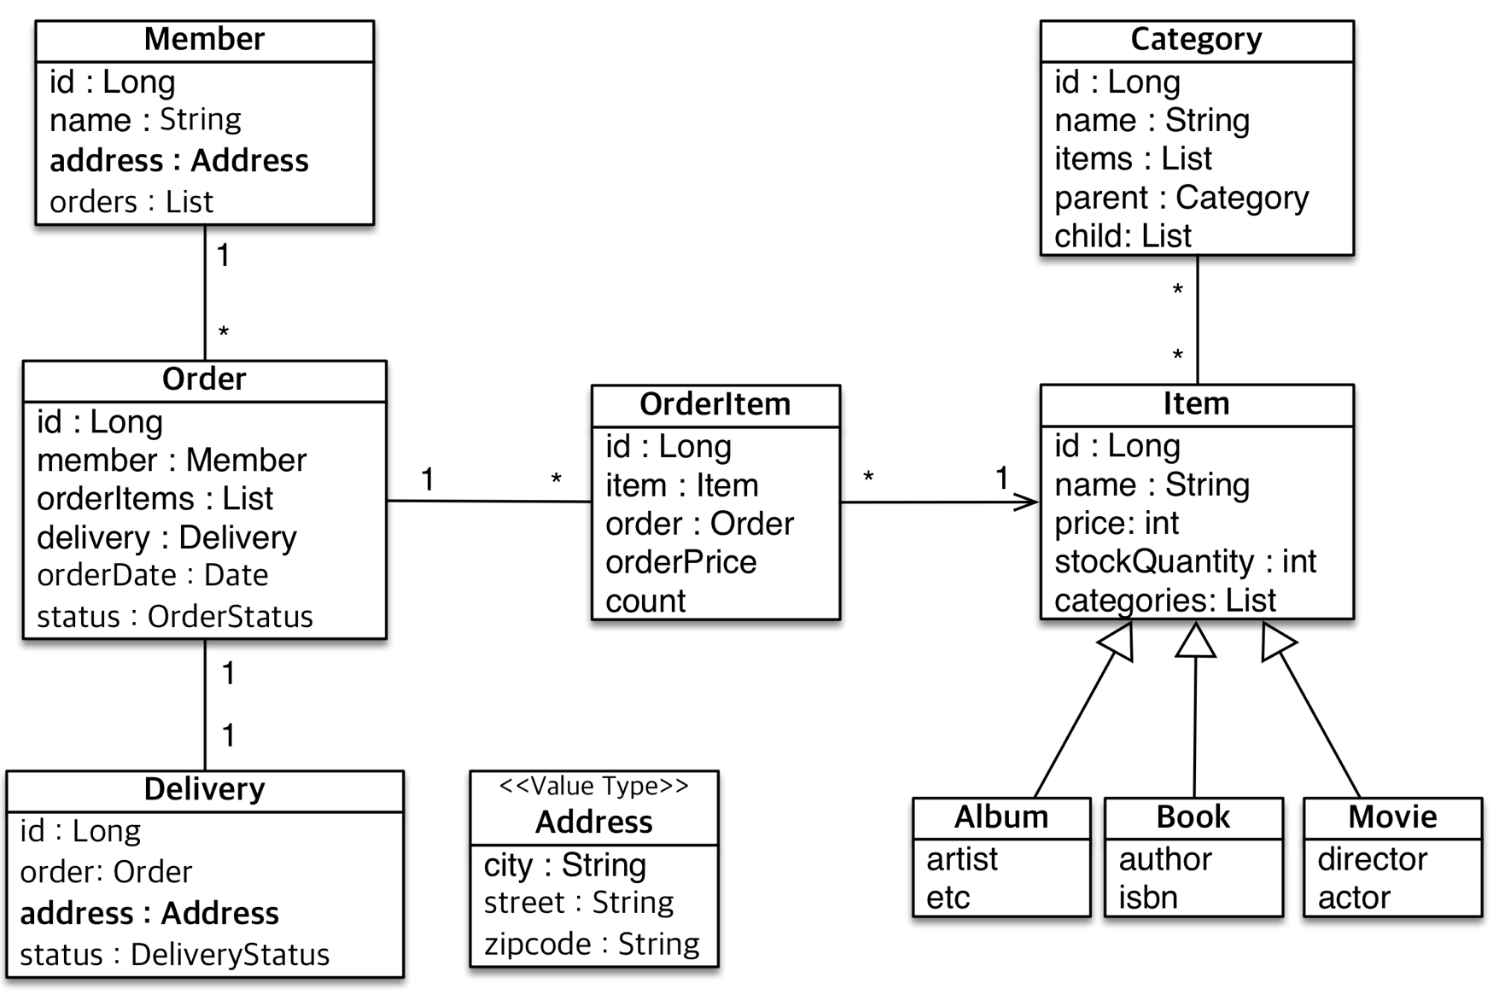 Member
id : Long
name : String
address : Address
orders : List
1
*
Order
id : Long
member : Member
orderItems : List
delivery : Delivery
orderDate : Date
status : OrderStatus
1
*
OrderItem
id : Long
item : Item
order : Order
orderPrice
count
*
1
Category
id : Long
name : String
items : List
parent : Category
child: List
*
*
Item
id : Long
name : String
price: int
stockQuantity : int
categories: List
1
1
Delivery
id : Long
order: Order
address : Address
status : DeliveryStatus
<<Value Type>>
Address
city : String
street : String
zipcode : String
Album
artist
etc
Book
author
isbn
Movie
director
actor